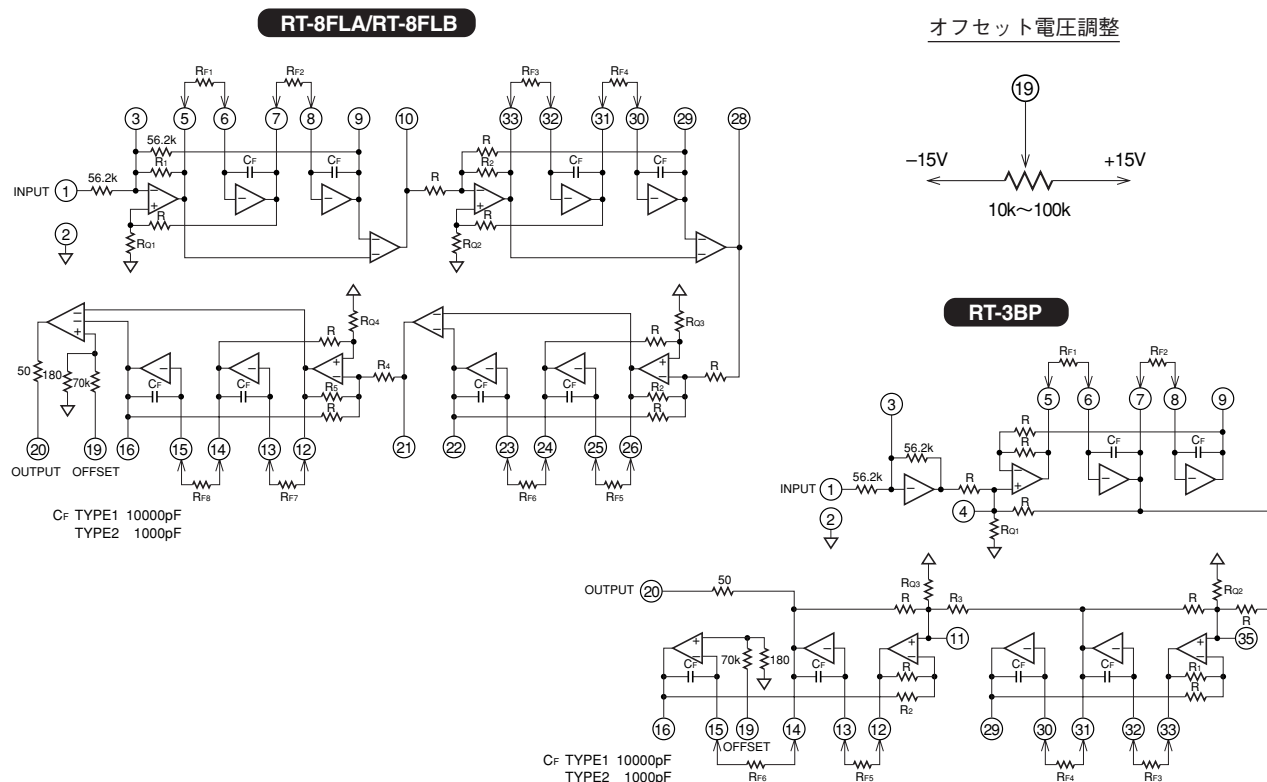 RT-8FLA/RT-8FLB
オフセット電圧調整
RF1 RF2 RF3 RF4
3 5 6 7 8 9 10 33 32 31 30 29 28
19
−15V +15V
10k〜100k
56.2k CF CF R CF CF
R1 R2
INPUT 1 56.2k R
R R
2 RQ1 RQ2
RT-3BP
RQ4 RQ3
R R
50 180 70k CF CF R5 R4 CF CF R2 R
R R
20 19 16 15 14 13 12 21 22 23 24 25 26
OUTPUT OFFSET
RF8 RF7 RF6 RF5
CF TYPE1 10000pF
TYPE2 1000pF
RF1 RF2
3 5 6 7 8 9
56.2k R R CF CF
INPUT 1 56.2k R
2 4 R
RQ1
OUTPUT 20 50 RQ3 RQ2
R R3 R R
11 35
CF 70k 180 CF R CF CF R1
R2 R
16 15 19 14 13 12 29 30 31 32 33
OFFSET
RF6 RF5 RF4 RF3
CF TYPE1 10000pF
TYPE2 1000pF